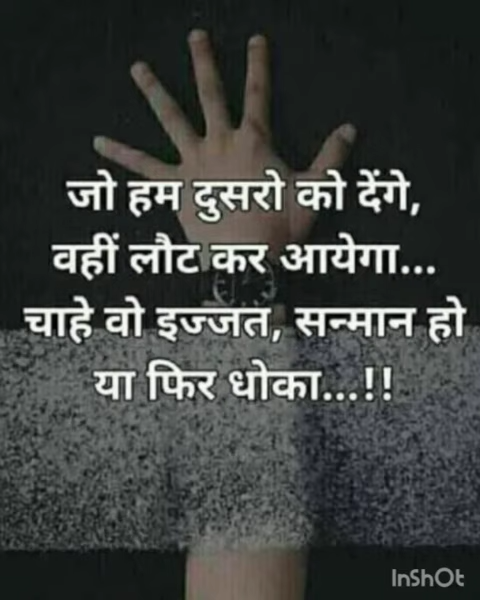 जो हम दुसरो को देंगे,
वहीं लौट कर आयेगा...
चाहे वो इज्जत, सन्मान हो
या फिर धोका...!!
InShOt